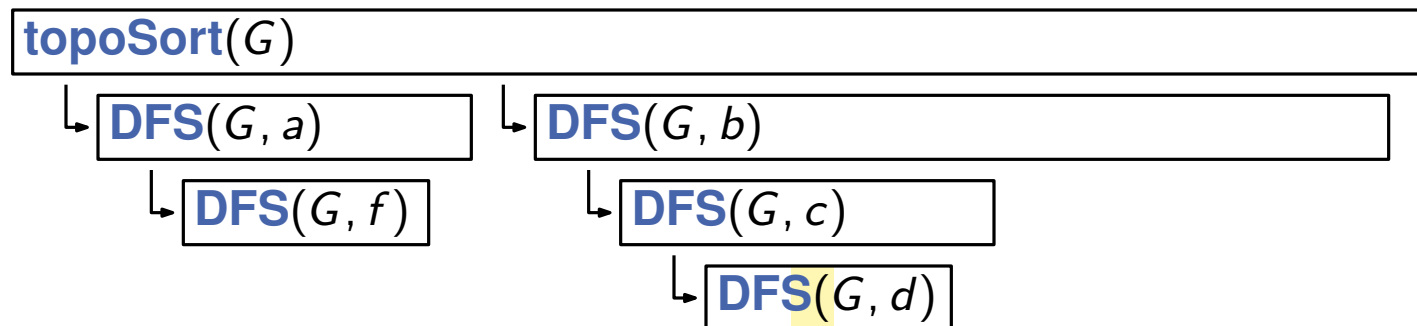 topoSort(G)
DFS(G, a) DFS(G, b)
DFS(G, f) DFS(G, c)
DFS(G, d)